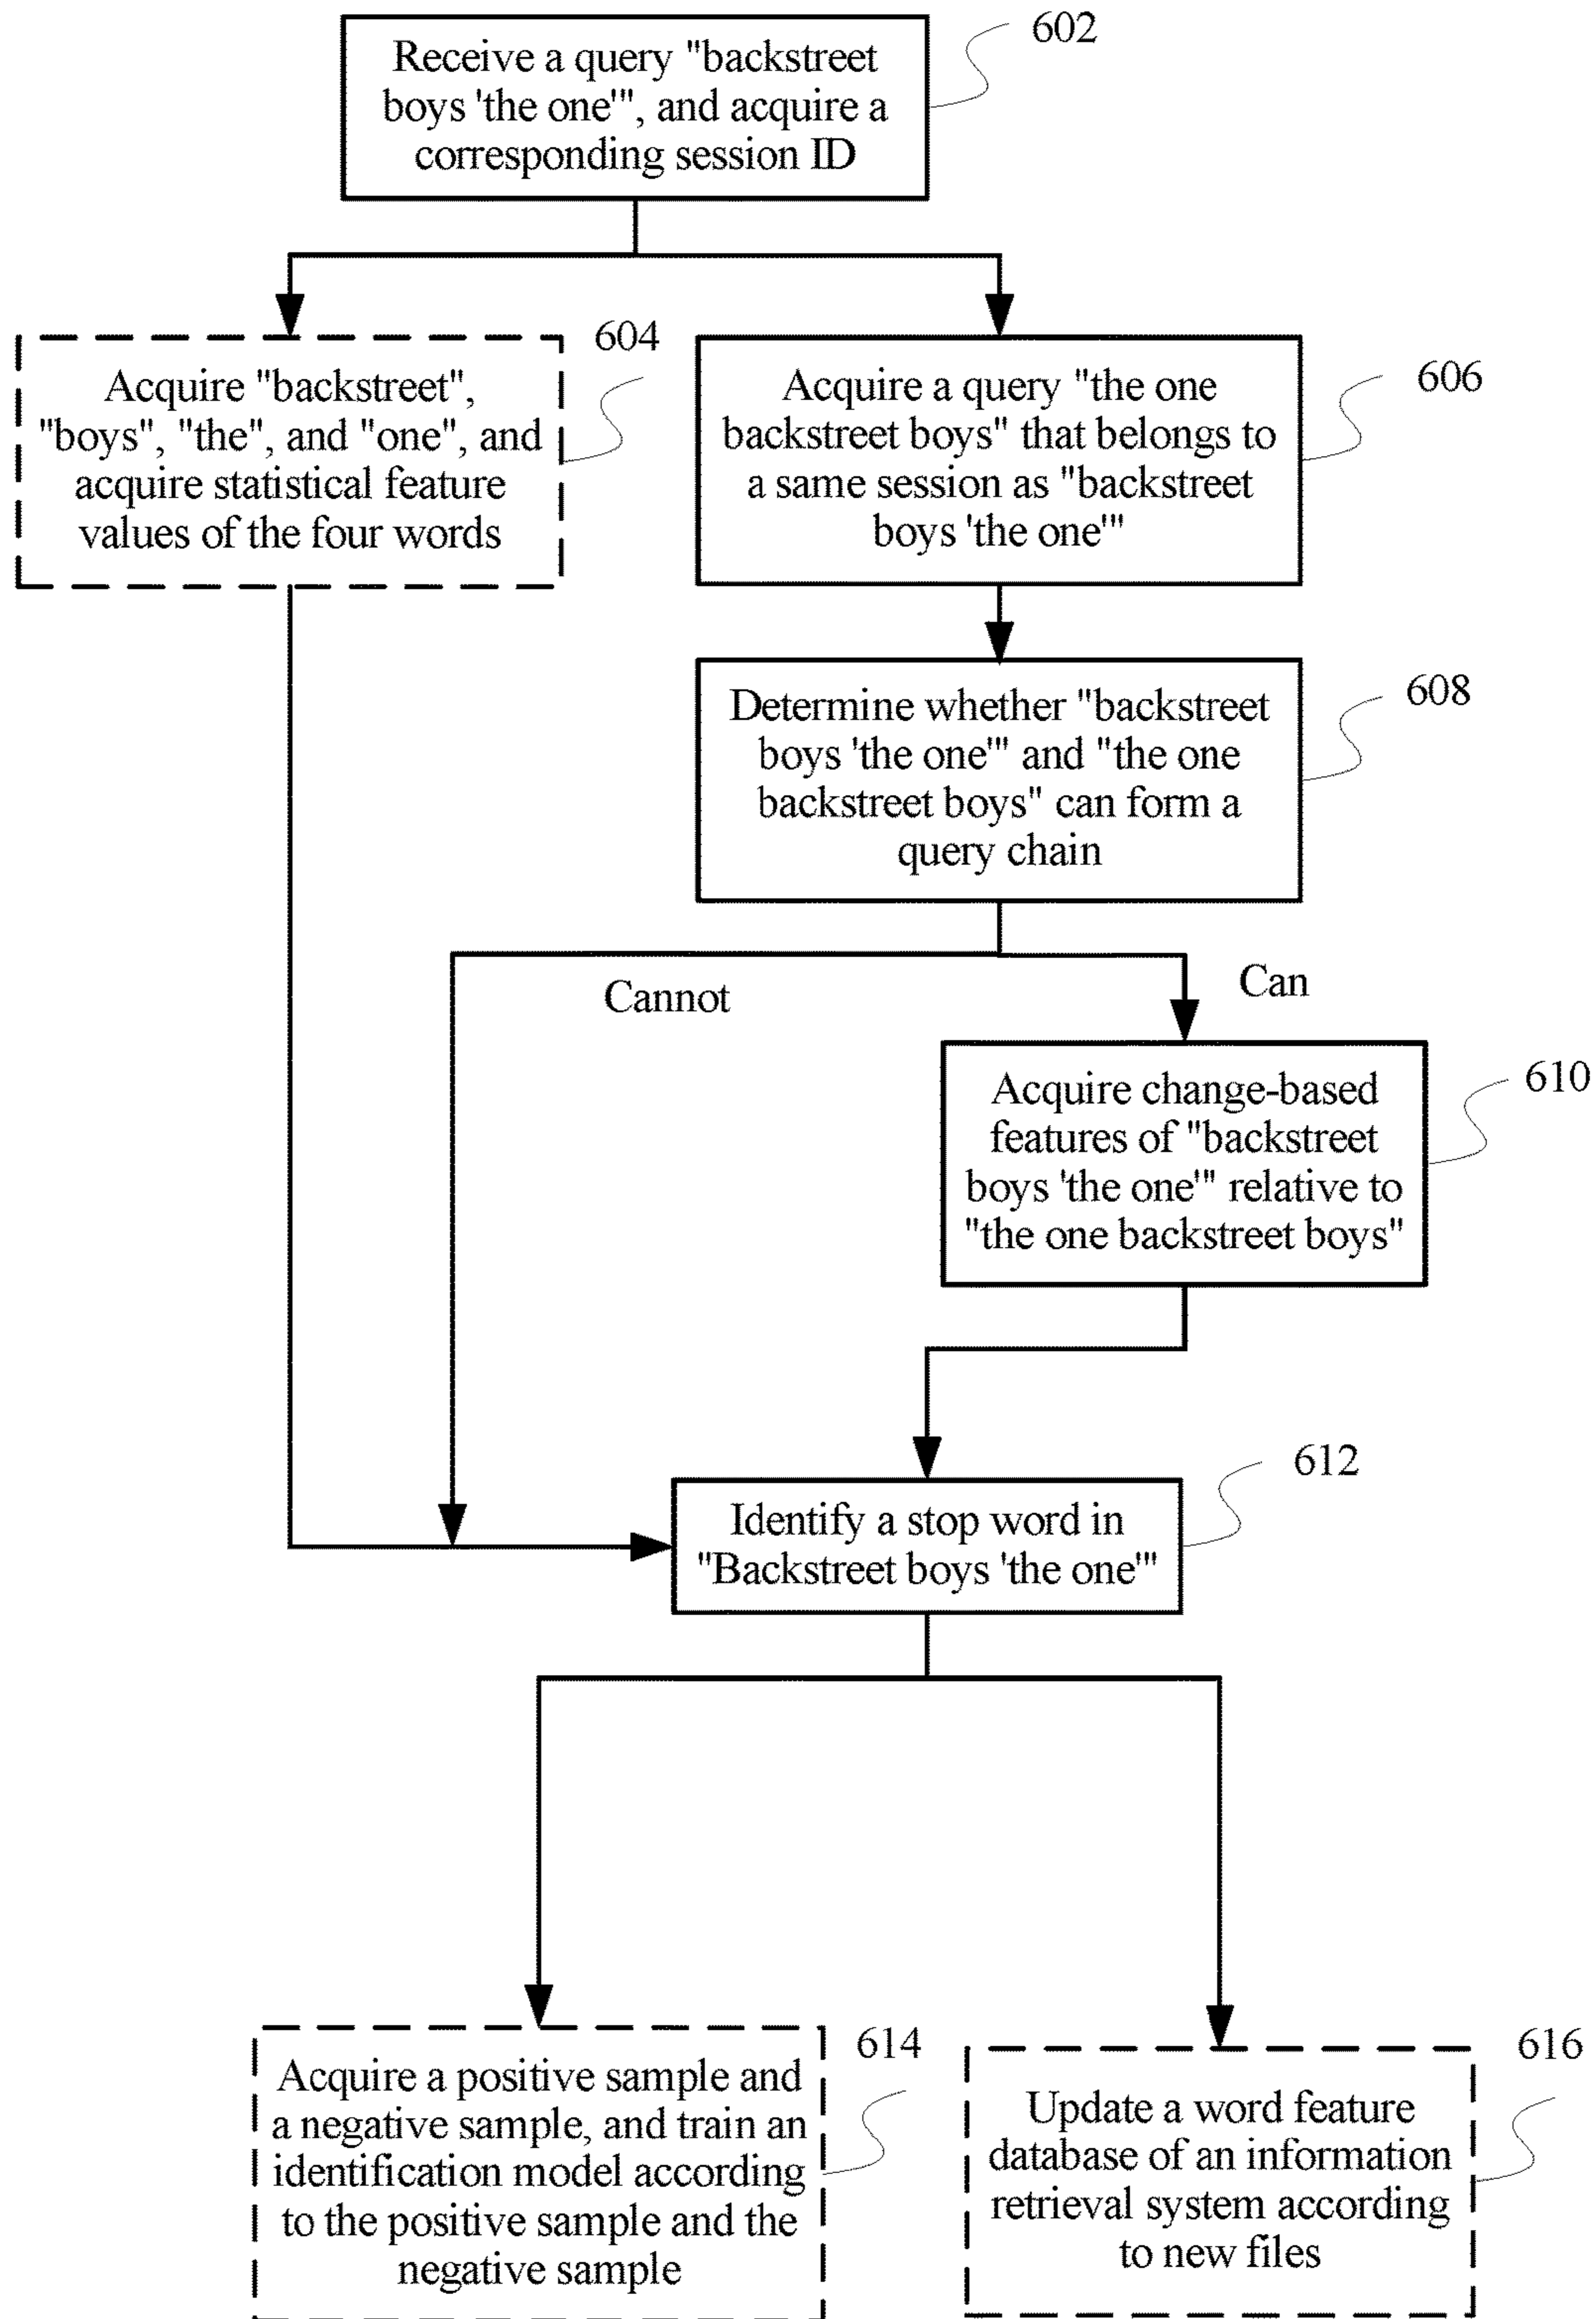 Receive a query "backstreet
boys 'the one'", and acquire a
corresponding session ID
602
Acquire "backstreet",
"boys", "the", and "one", and
acquire statistical feature
values of the four words
604
Acquire a query "the one
backstreet boys" that belongs to
a same session as "backstreet
boys 'the one'"
606
Determine whether "backstreet
boys 'the one'" and "the one
backstreet boys" can form a
query chain
608
Cannot
Can
Acquire change-based
features of "backstreet
boys 'the one'" relative to
"the one backstreet boys"
610
Identify a stop word in
"Backstreet boys 'the one'"
612
Acquire a positive sample and
a negative sample, and train an
identification model according
to the positive sample and the
negative sample
614
Update a word feature
database of an information
retrieval system according
to new files
616